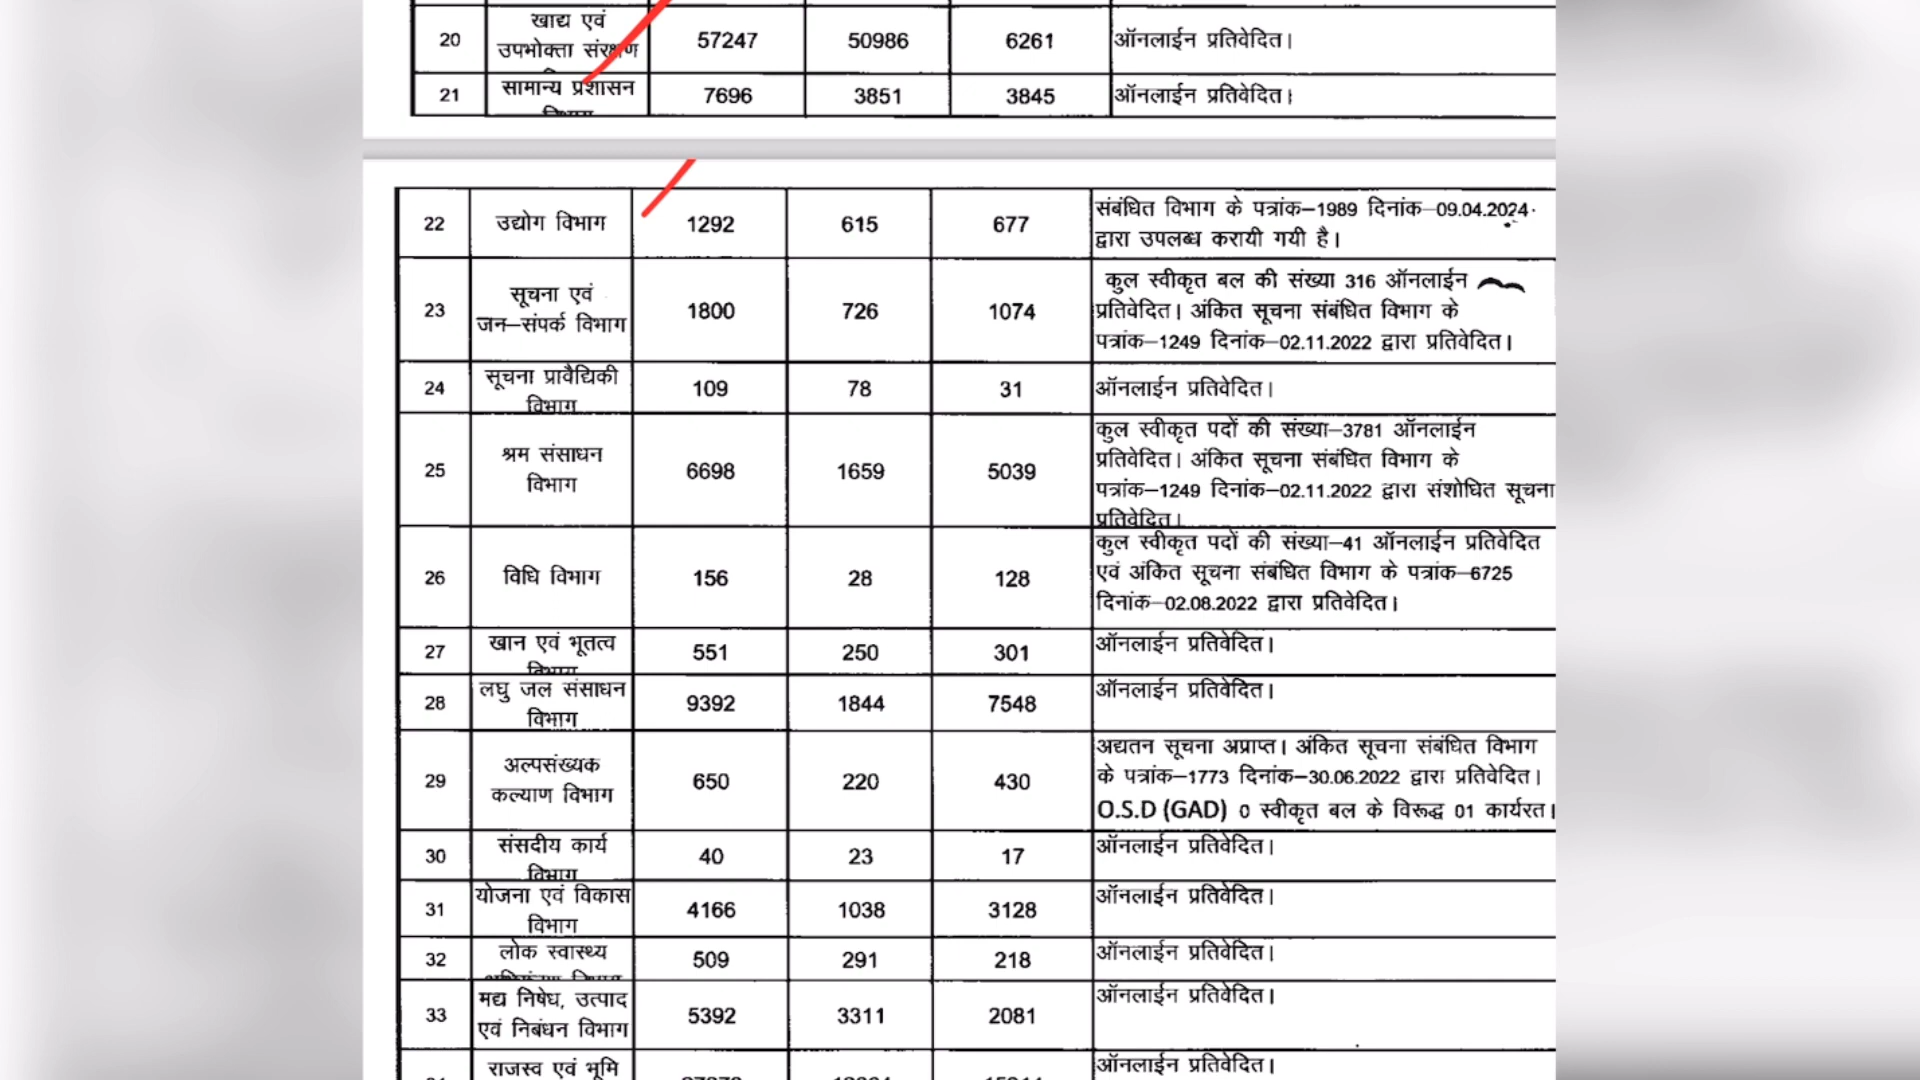 20 खाद्य एवं उपभोक्ता संरक्षण 57247 50986 6261 ऑनलाईन प्रतिवेदित।
21 सामान्य प्रशासन विभाग 7696 3851 3845 ऑनलाईन प्रतिवेदित।
22 उद्योग विभाग 1292 615 677 संबंधित विभाग के पत्रांक–1989 दिनांक–09.04.2024
द्वारा उपलब्ध करायी गयी है।
23 सूचना एवं जन–संपर्क विभाग 1800 726 1074 कुल स्वीकृत बल की संख्या 316 ऑनलाईन
प्रतिवेदित। अंकित सूचना संबंधित विभाग के
पत्रांक–1249 दिनांक–02.11.2022 द्वारा प्रतिवेदित।
24 सूचना प्रावैद्यिकी विभाग 109 78 31 ऑनलाईन प्रतिवेदित।
25 श्रम संसाधन विभाग 6698 1659 5039 कुल स्वीकृत पदों की संख्या–3781 ऑनलाईन
प्रतिवेदित। अंकित सूचना संबंधित विभाग के
पत्रांक–1249 दिनांक–02.11.2022 द्वारा संशोधित सूचना
प्रतिवेदित।
26 विधि विभाग 156 28 128 कुल स्वीकृत पदों की संख्या–41 ऑनलाईन प्रतिवेदित
एवं अंकित सूचना संबंधित विभाग के पत्रांक–6725
दिनांक–02.08.2022 द्वारा प्रतिवेदित।
27 खान एवं भूतत्व विभाग 551 250 301 ऑनलाईन प्रतिवेदित।
28 लघु जल संसाधन विभाग 9392 1844 7548 ऑनलाईन प्रतिवेदित।
29 अल्पसंख्यक कल्याण विभाग 650 220 430 अद्यतन सूचना अप्राप्त। अंकित सूचना संबंधित विभाग
के पत्रांक–1773 दिनांक–30.06.2022 द्वारा प्रतिवेदित।
O.S.D (GAD) 0 स्वीकृत बल के विरूद्ध 01 कार्यरत।
30 संसदीय कार्य विभाग 40 23 17 ऑनलाईन प्रतिवेदित।
31 योजना एवं विकास विभाग 4166 1038 3128 ऑनलाईन प्रतिवेदित।
32 लोक स्वास्थ्य 509 291 218 ऑनलाईन प्रतिवेदित।
33 मद्य निषेध, उत्पाद एवं निबंधन विभाग 5392 3311 2081 ऑनलाईन प्रतिवेदित।
राजस्व एवं भूमि ऑनलाईन प्रतिवेदित।